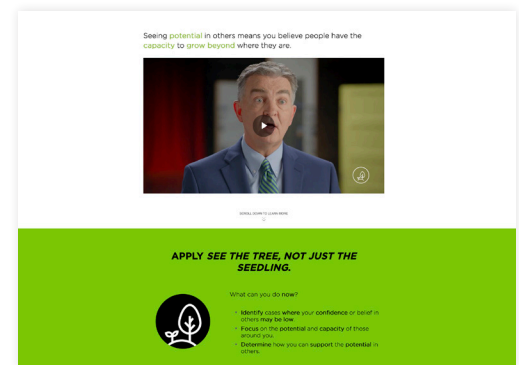 Seeing potential in others means you believe people have the
capacity to grow beyond where they are.
SCROLL DOWN TO LEARN MORE
APPLY SEE THE TREE, NOT JUST THE
SEEDLING.
What can you do now?
• Identify cases where your confidence or belief in
others may be low.
• Focus on the potential and capacity of those
around you.
• Determine how you can support the potential in
others.